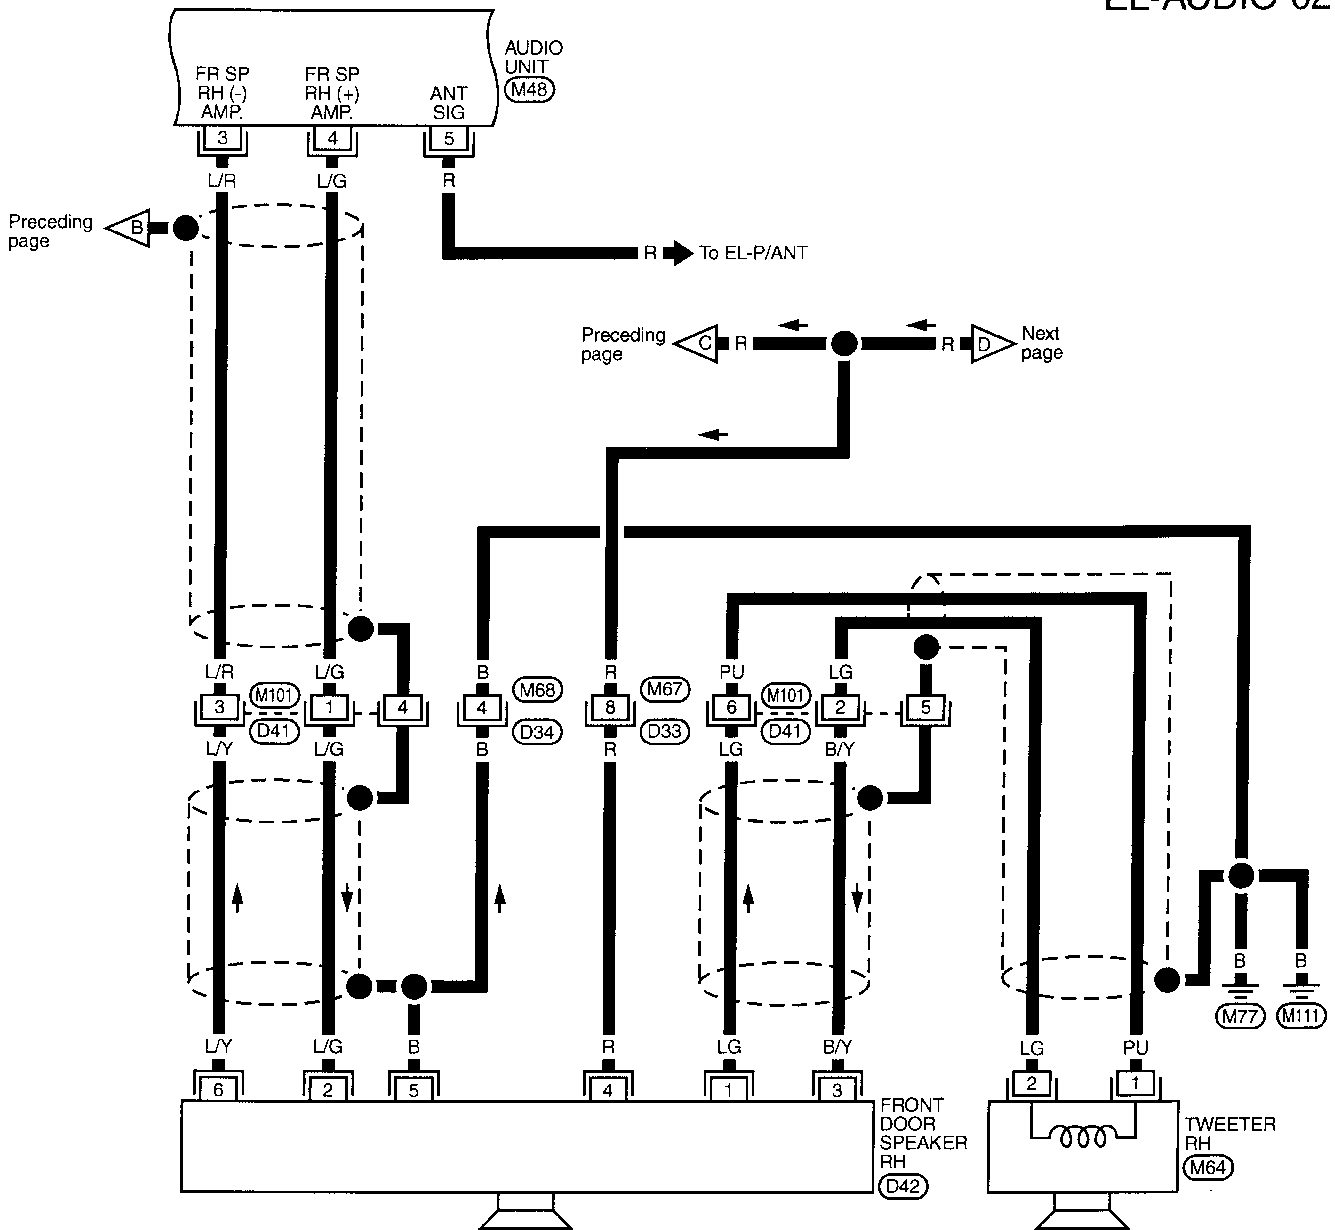 EL-AUDIO-02
AUDIO
UNIT
M48
FR SP
RH (-)
AMP.
FR SP
RH (+)
AMP.
ANT
SIG
3
4
5
L/R
L/G
R
Preceding
page
B
R
To EL-P/ANT
Preceding
page
C
R
R
D
Next
page
L/R
L/G
B
R
PU
LG
3
M101
D41
1
4
4
M68
D34
8
M67
D33
6
M101
D41
2
5
L/Y
L/G
B
R
LG
B/Y
B
B
M77
M111
L/Y
L/G
B
R
LG
B/Y
LG
PU
6
2
5
4
1
3
2
1
FRONT
DOOR
SPEAKER
RH
D42
TWEETER
RH
M64